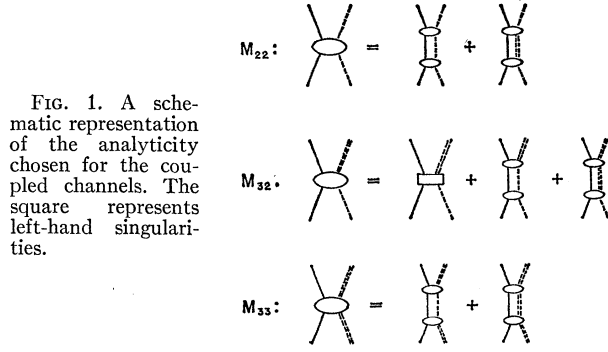 M22:
=
+
FIG. 1. A sche-
matic representation
of the analyticity
chosen for the cou-
pled channels. The
square represents
left-hand singulari-
ties.
M32:
=
+
+
M33:
=
+